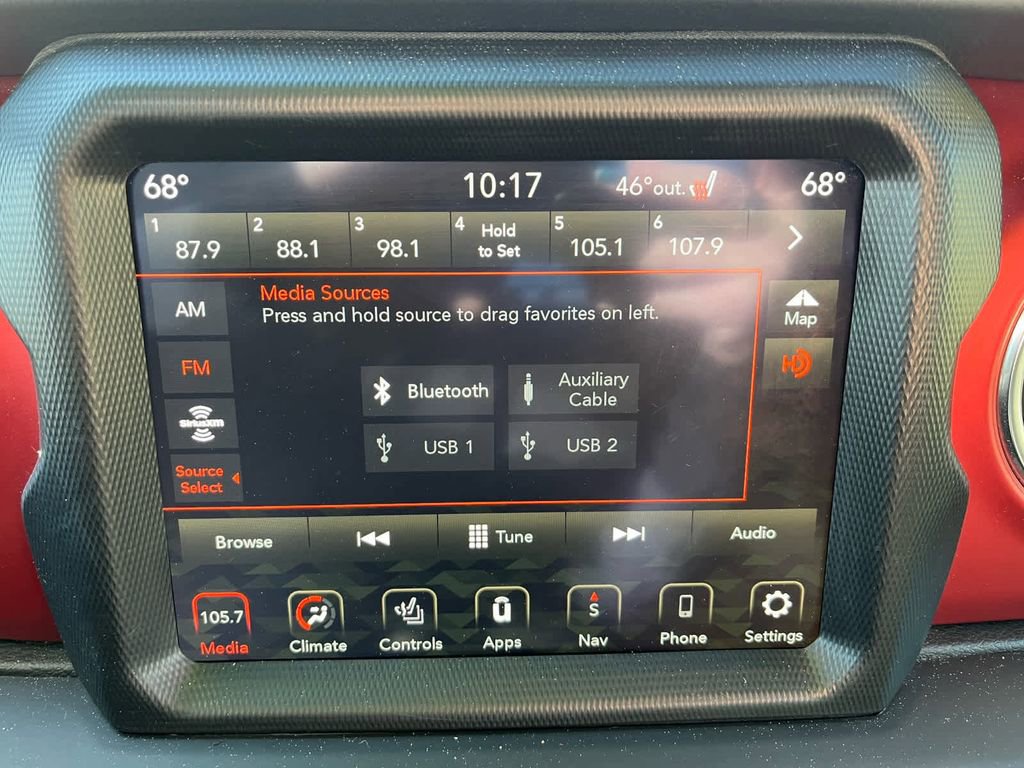 68° 10:17 46°out. 68°
1 87.9
2 88.1
3 98.1
4 Hold
to Set
5 105.1
6 107.9
AM
FM
SiriusXM
Source
Select
Media Sources
Press and hold source to drag favorites on left.
Bluetooth
Auxiliary
Cable
USB 1
USB 2
Map
HD
Browse
Tune
Audio
105.7
Media
Climate
Controls
Apps
S
Nav
Phone
Settings